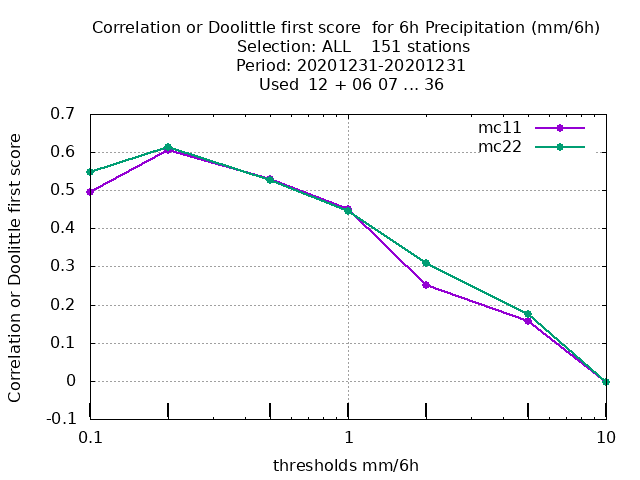 Correlation or Doolittle first score  for 6h Precipitation (mm/6h)
Selection: ALL    151 stations
Period: 20201231-20201231
Used  12 + 06 07 ... 36
mc11
mc22
0.7
0.6
0.5
0.4
0.3
0.2
0.1
0
-0.1
0.1
1
10
Correlation or Doolittle first score
thresholds mm/6h